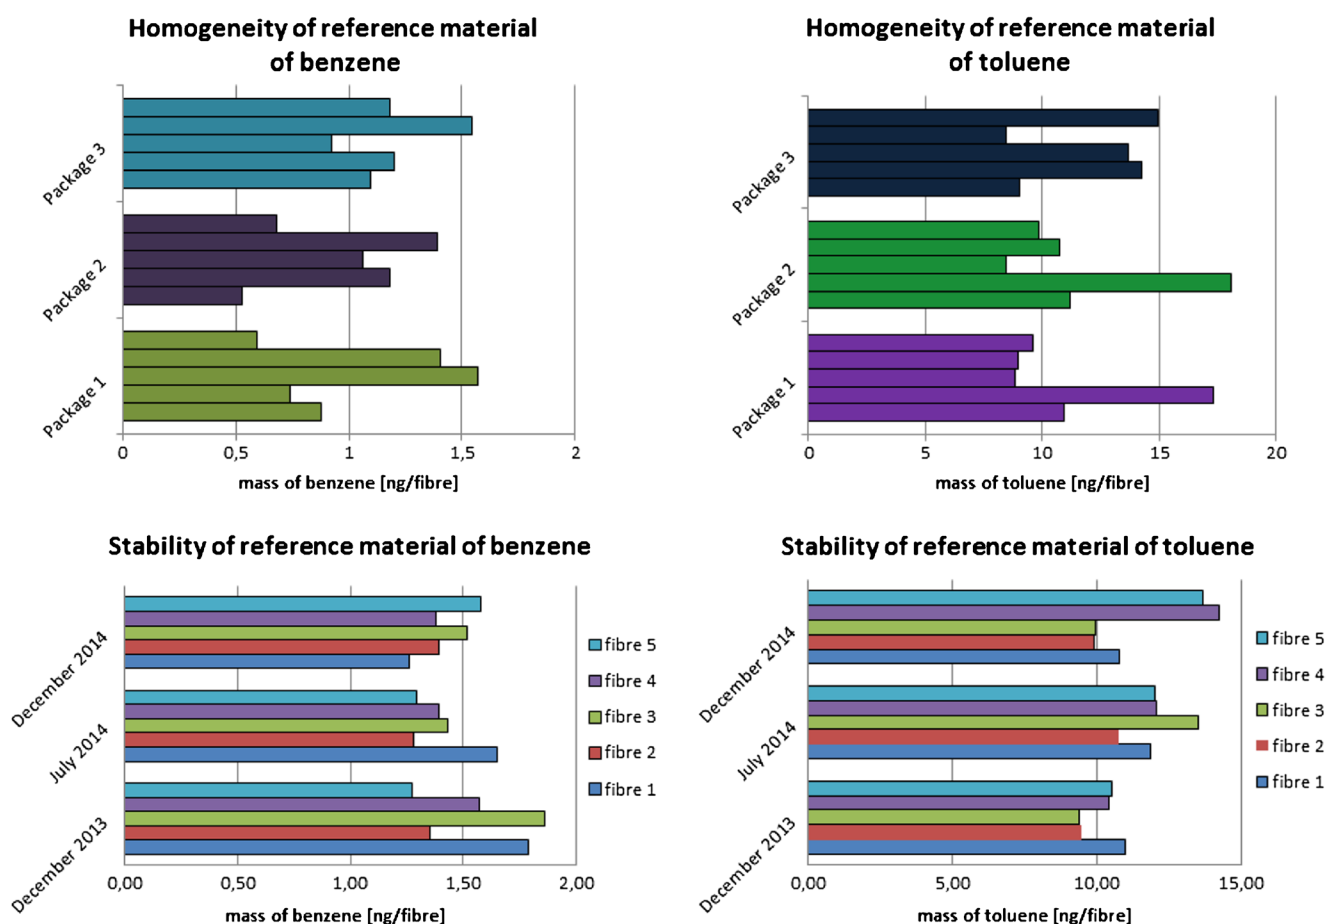 Homogeneity of reference material
of benzene
Package 3
Package 2
Package 1
0
0,5
1
1,5
2
mass of benzene [ng/fibre]
Homogeneity of reference material
of toluene
Package 3
Package 2
Package 1
0
5
10
15
20
mass of toluene [ng/fibre]
Stability of reference material of benzene
December 2014
July 2014
December 2013
0,00
0,50
1,00
1,50
2,00
mass of benzene [ng/fibre]
fibre 5
fibre 4
fibre 3
fibre 2
fibre 1
Stability of reference material of toluene
December 2014
July 2014
December 2013
0,00
5,00
10,00
15,00
mass of toluene [ng/fibre]
fibre 5
fibre 4
fibre 3
fibre 2
fibre 1